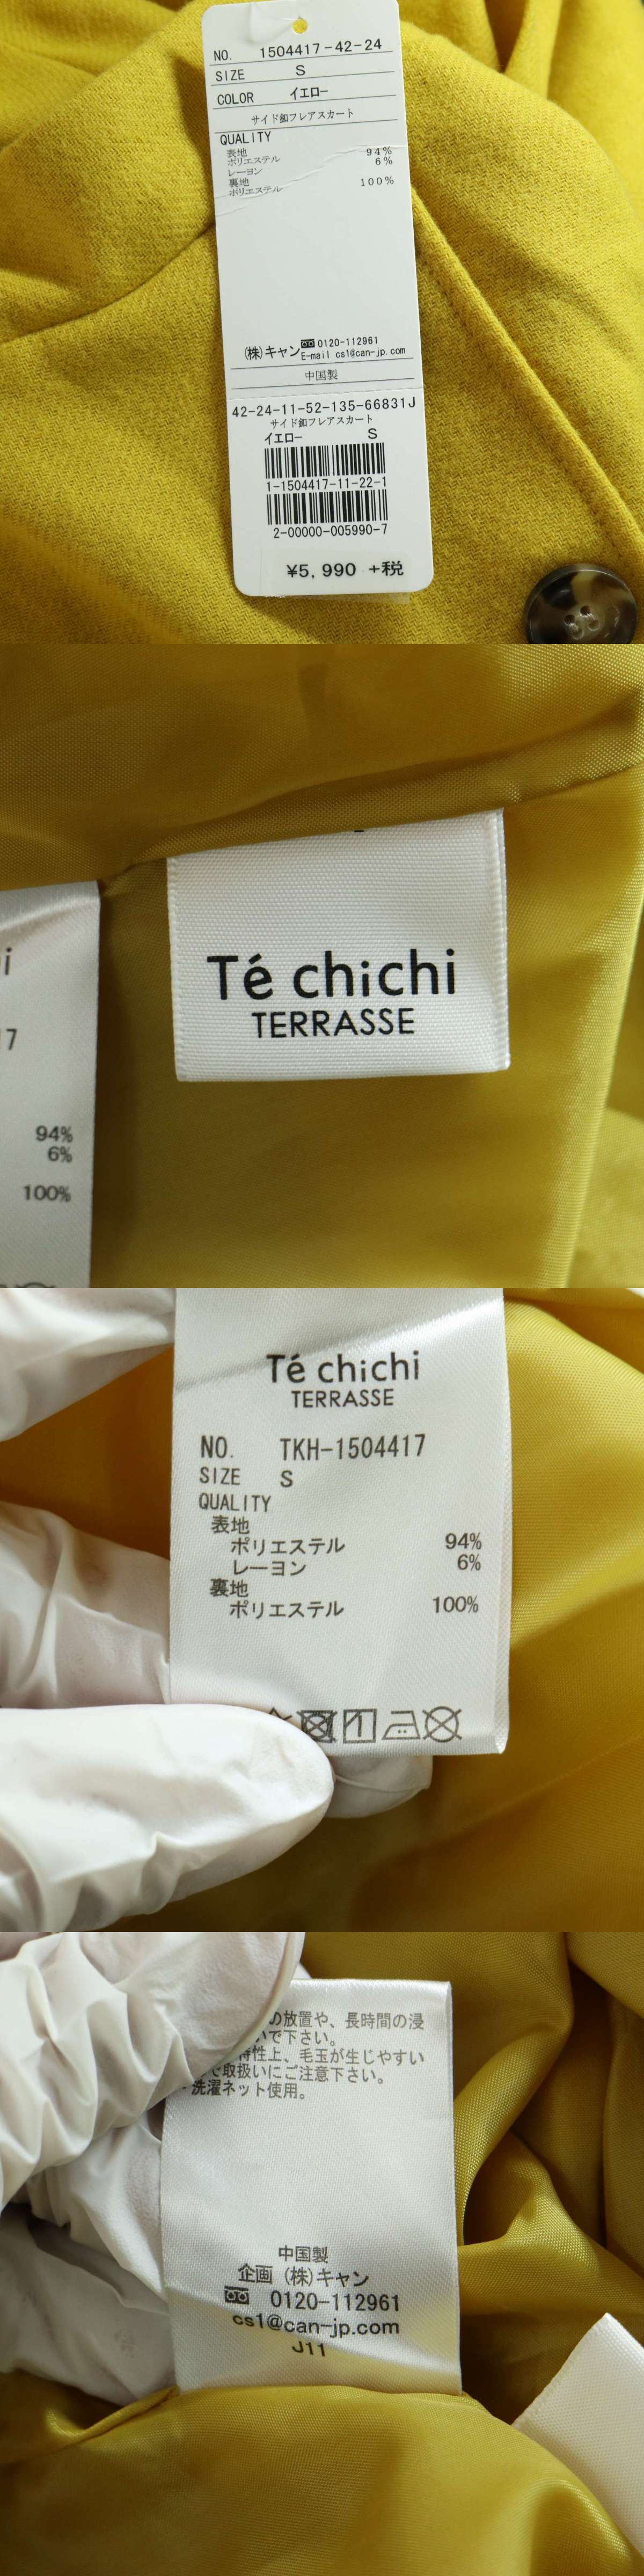 NO. 1504417-42-24
SIZE S
COLOR イエロー
サイド釦フレアスカート
QUALITY
表地
ポリエステル 94%
レーヨン 6%
裏地
ポリエステル 100%
(株)キャン 0120-112961
E-mail cs1@can-jp.com
中国製
42-24-11-52-135-66831J
サイド釦フレアスカート
イエロー S
1-1504417-11-22-1
2-00000-005990-7
¥5,990 +税
Té chichi
TERRASSE
i
17
94%
6%
100%
Té chichi
TERRASSE
NO. TKH-1504417
SIZE S
QUALITY
表地
ポリエステル 94%
レーヨン 6%
裏地
ポリエステル 100%
の放置や、長時間の浸
いで下さい。
特性上、毛玉が生じやすい
で取扱いにご注意下さい。
・洗濯ネット使用。
中国製
企画 (株)キャン
0120-112961
cs1@can-jp.com
J11